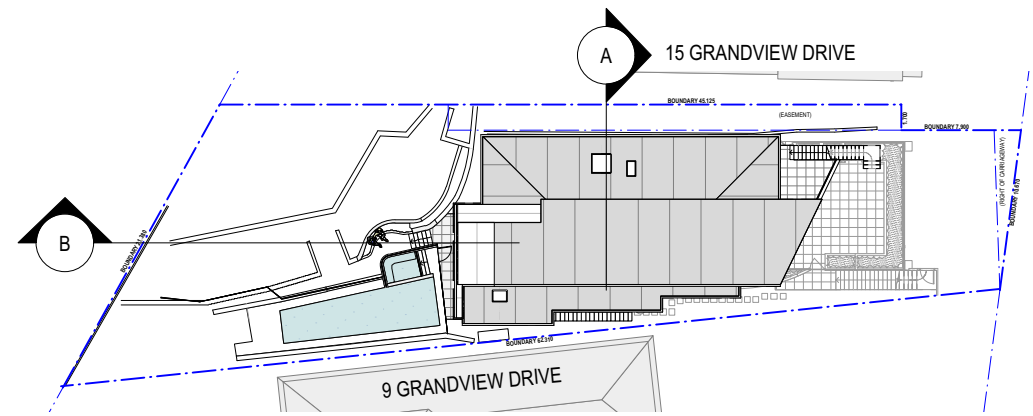 A
15 GRANDVIEW DRIVE
BOUNDARY 45.125
(EASEMENT)
BOUNDARY 7.900
(RIGHT OF CARRIAGEWAY)
B
9 GRANDVIEW DRIVE
BOUNDARY 62.310